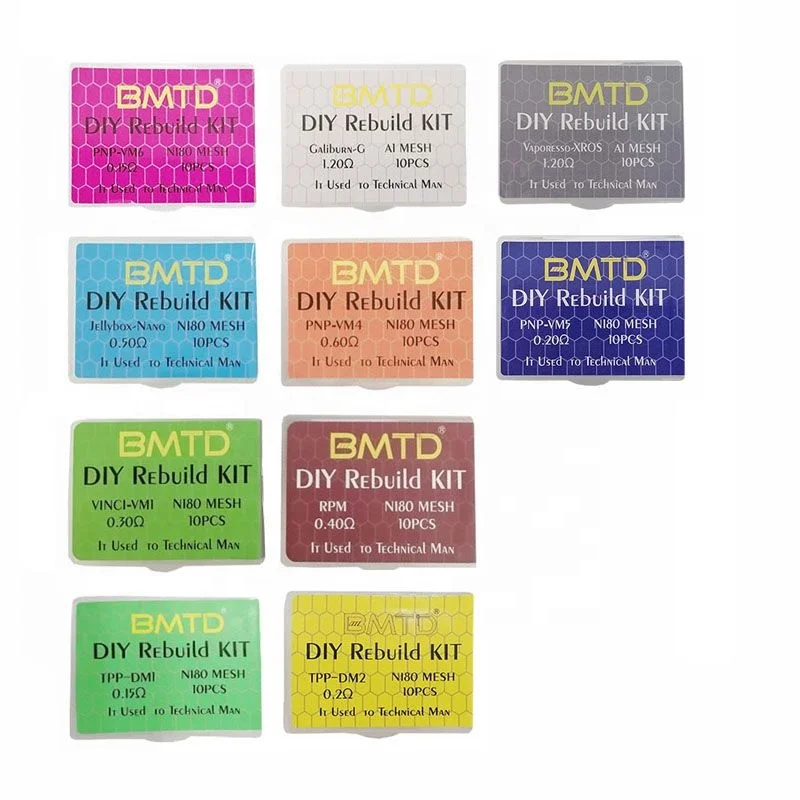 BMTD®
DIY Rebuild KIT
PNP-VM6 NI80 MESH
0.15Ω 10PCS
It Used to Technical Man
BMTD
DIY Rebuild KIT
Galiburn-G A1 MESH
1.20Ω 10PCS
It Used to Technical Man
BMTD®
DIY Rebuild KIT
Vaporesso-XROS A1 MESH
1.20Ω 10PCS
It Used to Technical Man
BMTD®
DIY Rebuild KIT
Jellybox-Nano NI80 MESH
0.50Ω 10PCS
It Used to Technical Man
BMTD®
DIY Rebuild KIT
PNP-VM4 NI80 MESH
0.60Ω 10PCS
It Used to Technical Man
BMTD®
DIY Rebuild KIT
PNP-VM5 NI80 MESH
0.20Ω 10PCS
It Used to Technical Man
BMTD®
DIY Rebuild KIT
VINCI-VM1 NI80 MESH
0.30Ω 10PCS
It Used to Technical Man
BMTD®
DIY Rebuild KIT
RPM NI80 MESH
0.40Ω 10PCS
It Used to Technical Man
BMTD®
DIY Rebuild KIT
TPP-DM1 NI80 MESH
0.15Ω 10PCS
It Used to Technical Man
BMTD®
DIY Rebuild KIT
TPP-DM2 NI80 MESH
0.2Ω 10PCS
It Used to Technical Man